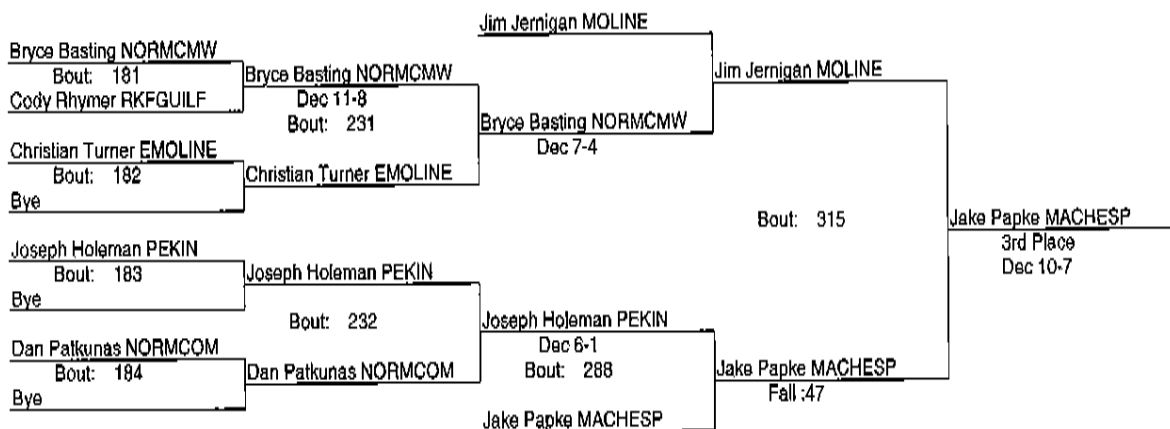 Jim Jernigan MOLINE
Bryce Basting NORMCMW
Bout: 181
Cody Rhymer RKFGUILF
Bryce Basting NORMCMW
Dec 11-8
Bout: 231
Jim Jernigan MOLINE
Bryce Basting NORMCMW
Dec 7-4
Christian Turner EMOLINE
Bout: 182
Bye
Christian Turner EMOLINE
Bout: 315
Jake Papke MACHESP
3rd Place
Dec 10-7
Joseph Holeman PEKIN
Bout: 183
Bye
Joseph Holeman PEKIN
Bout: 232
Joseph Holeman PEKIN
Dec 6-1
Bout: 288
Dan Patkunas NORMCOM
Bout: 184
Bye
Dan Patkunas NORMCOM
Jake Papke MACHESP
Fall :47
Jake Papke MACHESP